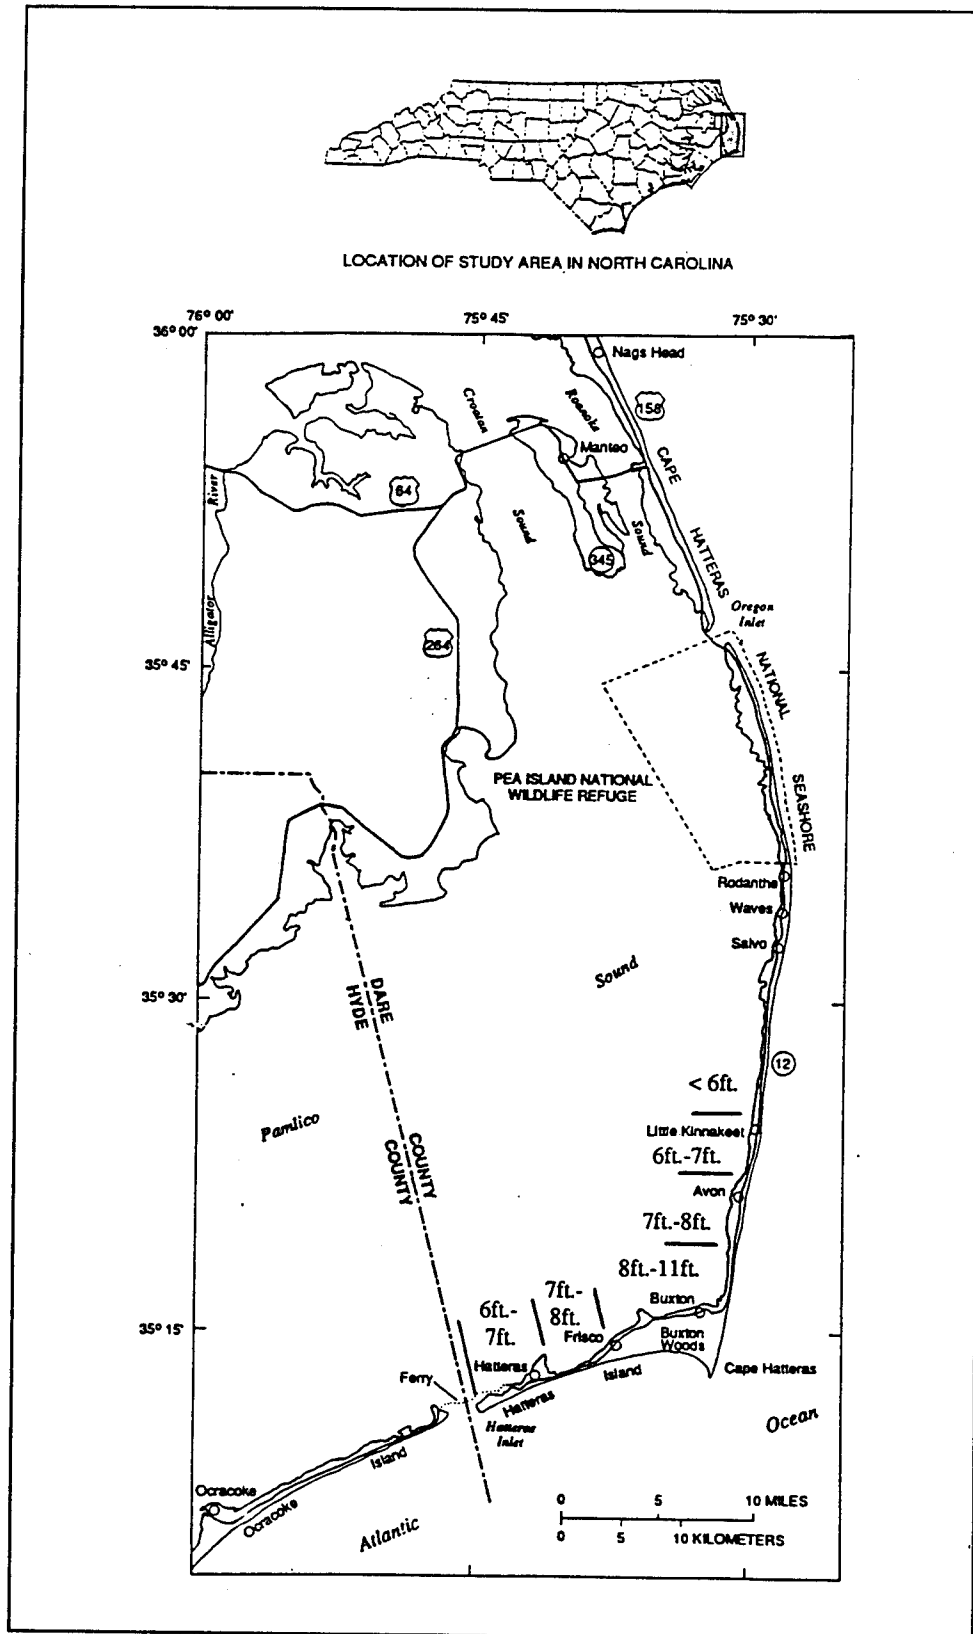 LOCATION OF STUDY AREA IN NORTH CAROLINA
76° 00'
75° 45'
75° 30'
36° 00'
Nags Head
158
Croatan
Roanoke
Manteo
CAPE
River
64
Sound
Sound
HATTERAS
345
Oregon
Inlet
Alligator
264
35° 45'
NATIONAL
PEA ISLAND NATIONAL
WILDLIFE REFUGE
SEASHORE
Rodanthe
Waves
Salvo
Sound
35° 30'
DARE
HYDE
12
< 6ft.
Pamlico
Little Kinnakeet
COUNTY
COUNTY
6ft.-7ft.
Avon
7ft.-8ft.
8ft.-11ft.
7ft.-
8ft.
6ft.-
7ft.
Buxton
35° 15'
Frisco
Buxton
Woods
Hatteras
Cape Hatteras
Ferry
Island
Hatteras
Hatteras
Inlet
Ocean
Island
Ocracoke
Ocracoke
Atlantic
0 5 10 MILES
0 5 10 KILOMETERS